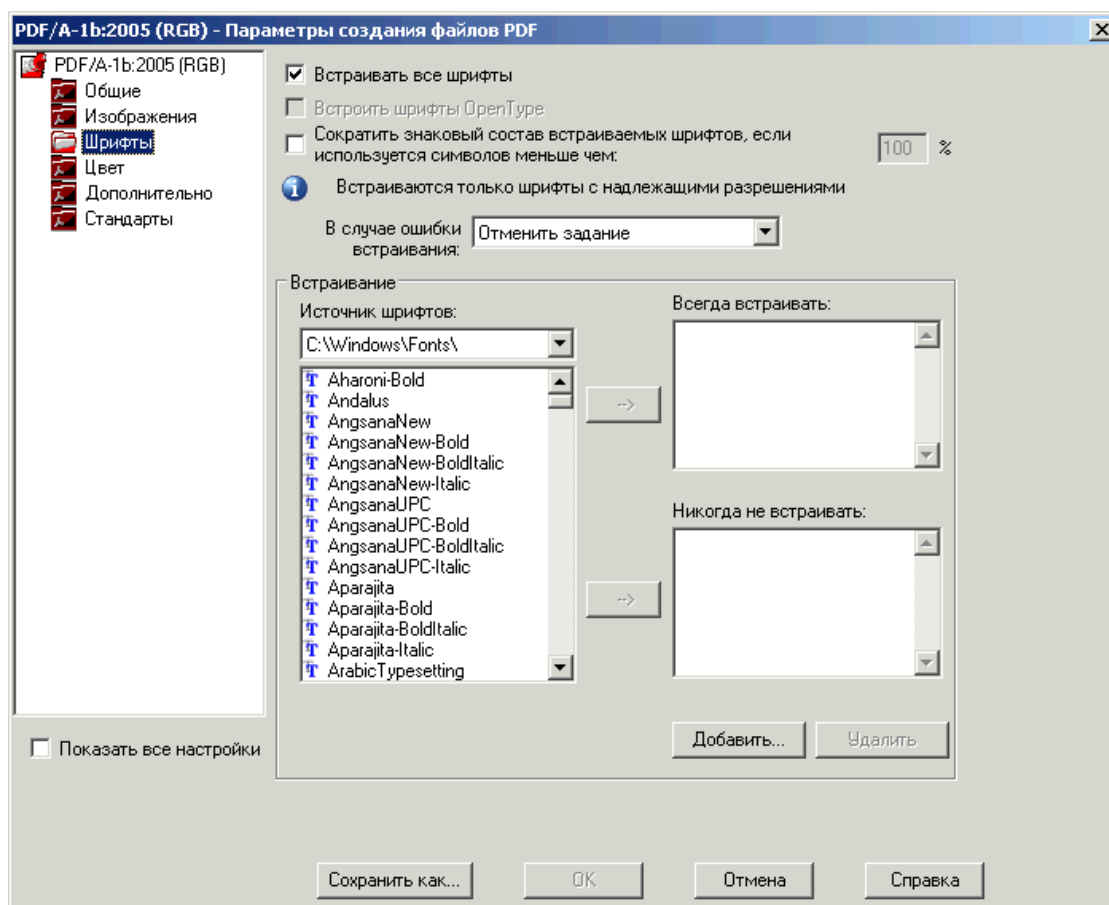 PDF/A-1b:2005 (RGB) - Параметры создания файлов PDF
PDF/A-1b:2005 (RGB)
Общие
Изображения
Шрифты
Цвет
Дополнительно
Стандарты
Показать все настройки
Встраивать все шрифты
Встроить шрифты OpenType
Сократить знаковый состав встраиваемых шрифтов, если
используется символов меньше чем:
100 %
Встраиваются только шрифты с надлежащими разрешениями
В случае ошибки
встраивания:
Отменить задание
Встраивание
Источник шрифтов:
C:\Windows\Fonts\
Aharoni-Bold
Andalus
AngsanaNew
AngsanaNew-Bold
AngsanaNew-BoldItalic
AngsanaNew-Italic
AngsanaUPC
AngsanaUPC-Bold
AngsanaUPC-BoldItalic
AngsanaUPC-Italic
Aparajita
Aparajita-Bold
Aparajita-BoldItalic
Aparajita-Italic
ArabicTypesetting
-->
-->
Всегда встраивать:
Никогда не встраивать:
Добавить...
Удалить
Сохранить как...
OK
Отмена
Справка